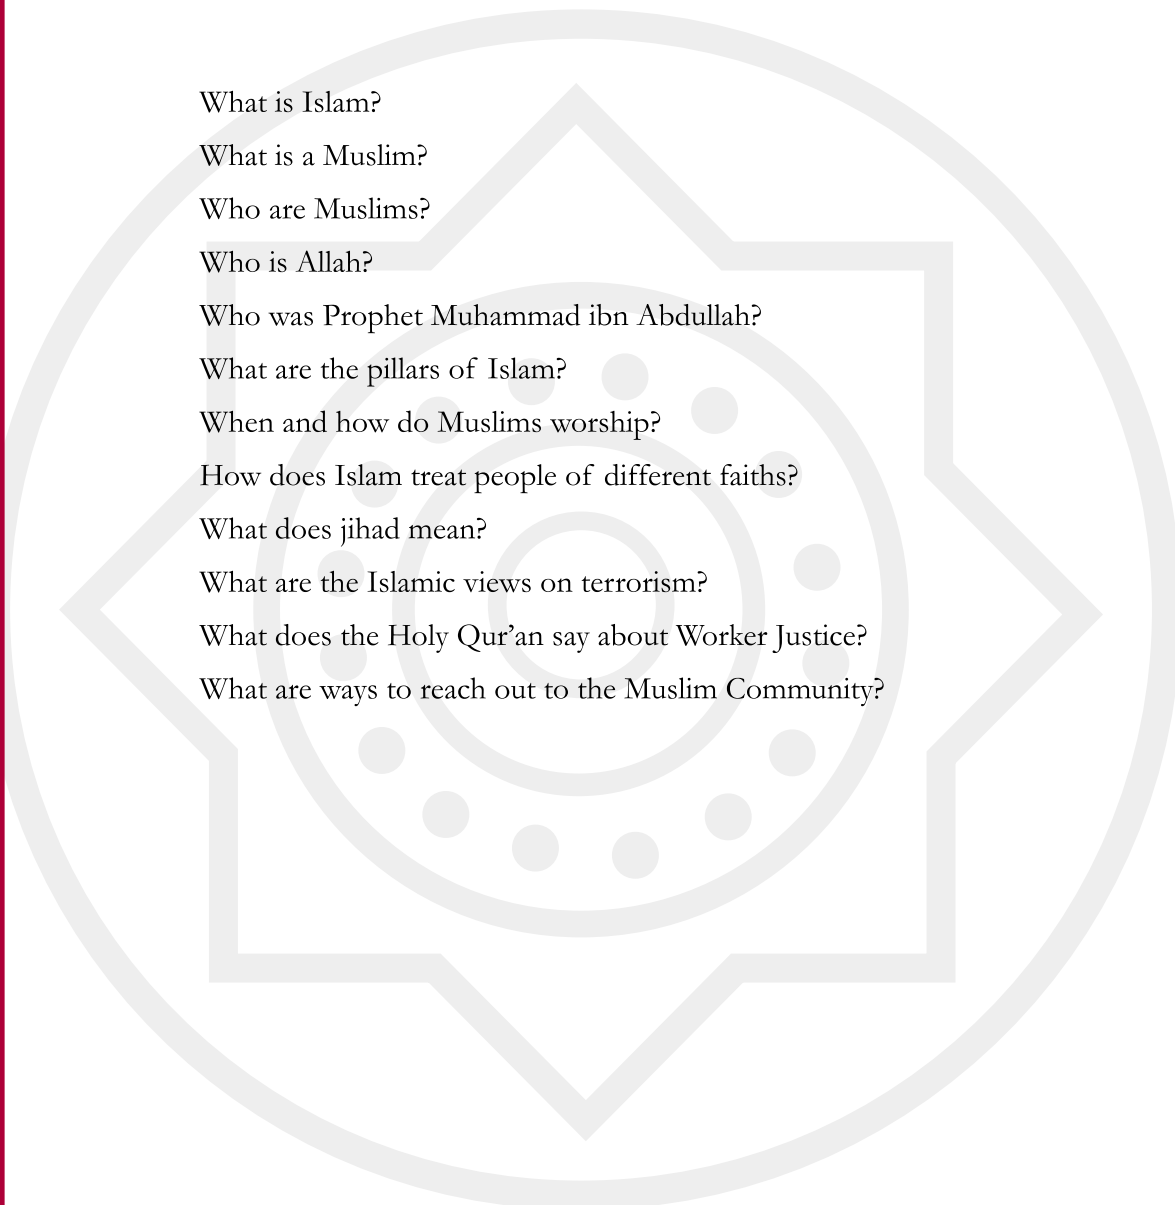 What is Islam?
What is a Muslim?
Who are Muslims?
Who is Allah?
Who was Prophet Muhammad ibn Abdullah?
What are the pillars of Islam?
When and how do Muslims worship?
How does Islam treat people of different faiths?
What does jihad mean?
What are the Islamic views on terrorism?
What does the Holy Qur’an say about Worker Justice?
What are ways to reach out to the Muslim Community?